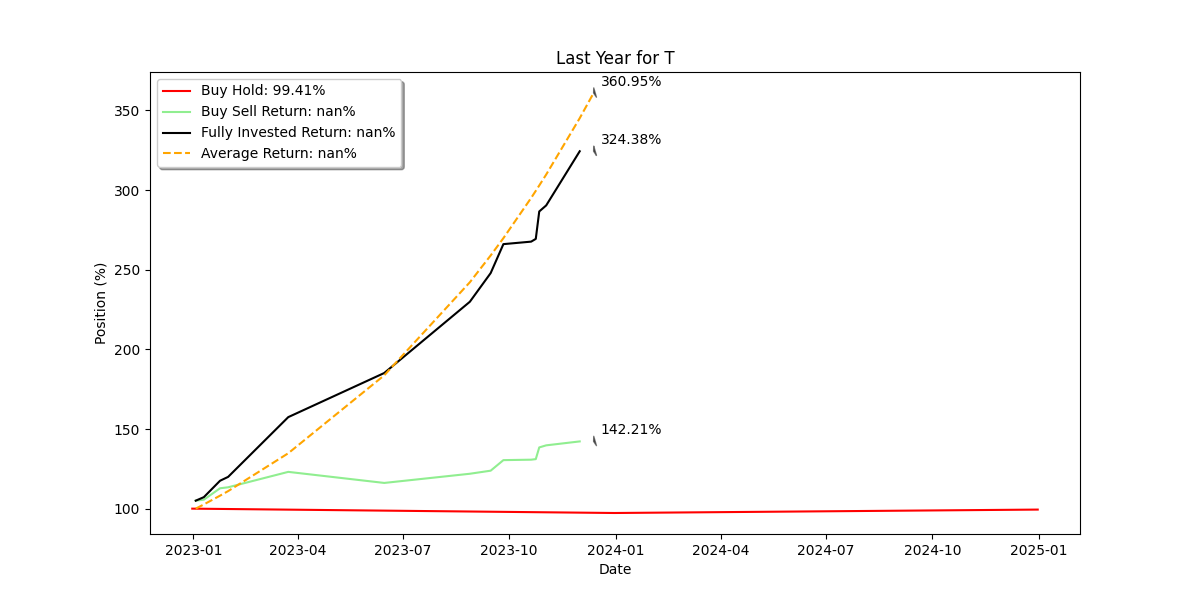 Last Year for T
Buy Hold: 99.41%
Buy Sell Return: nan%
Fully Invested Return: nan%
Average Return: nan%
360.95%
324.38%
142.21%
Position (%)
350
300
250
200
150
100
2023-01 2023-04 2023-07 2023-10 2024-01 2024-04 2024-07 2024-10 2025-01
Date